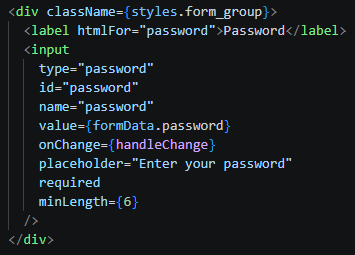 <div className={styles.form_group}>
  <label htmlFor="password">Password</label>
  <input
    type="password"
    id="password"
    name="password"
    value={formData.password}
    onChange={handleChange}
    placeholder="Enter your password"
    required
    minLength={6}
  />
</div>